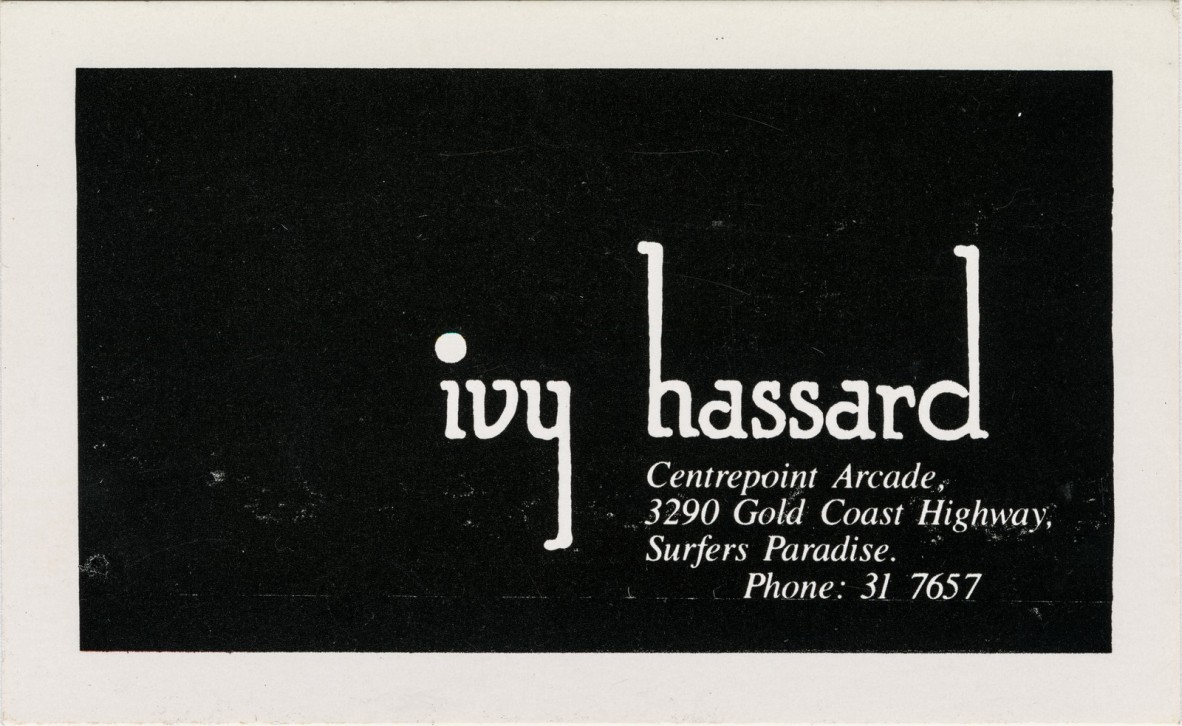 ivy hassard
Centrepoint Arcade,
3290 Gold Coast Highway,
Surfers Paradise.
Phone: 31 7657